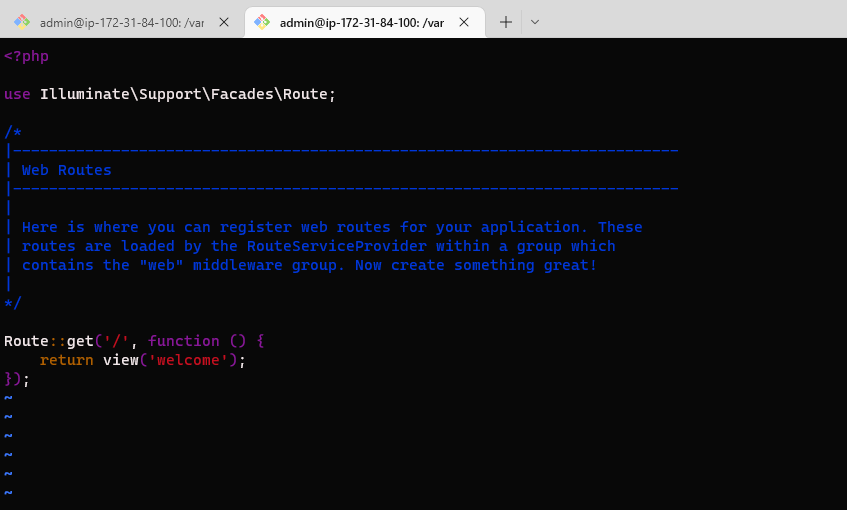 admin@ip-172-31-84-100: /var
admin@ip-172-31-84-100: /var
<?php
use Illuminate\Support\Facades\Route;
/*
|--------------------------------------------------------------------------
| Web Routes
|--------------------------------------------------------------------------
|
| Here is where you can register web routes for your application. These
| routes are loaded by the RouteServiceProvider within a group which
| contains the "web" middleware group. Now create something great!
|
*/
Route::get('/', function () {
    return view('welcome');
});
~
~
~
~
~
~